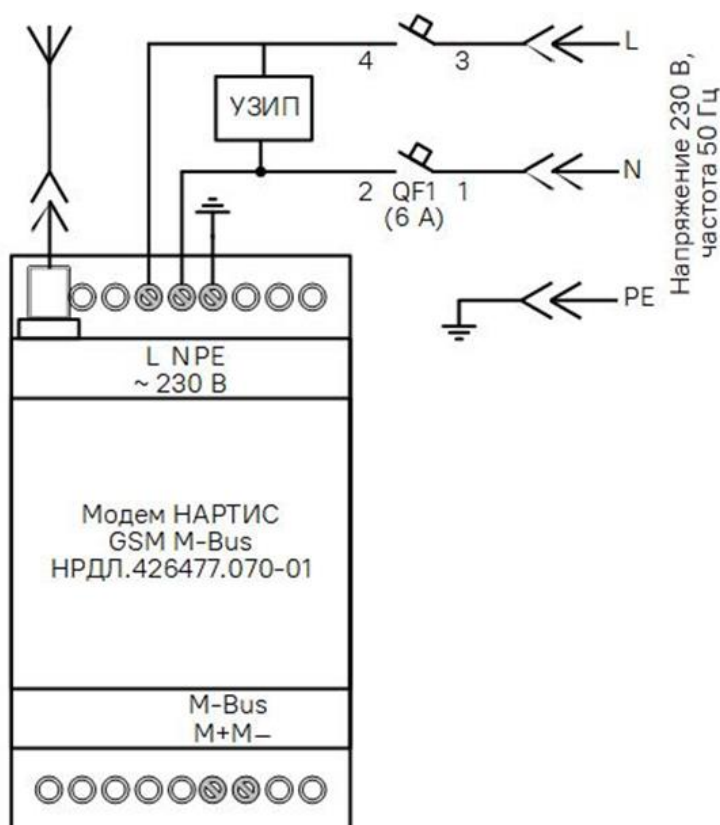 L
4
3
УЗИП
N
2
QF1
1
(6 А)
Напряжение 230 В,
частота 50 Гц
PE
L N PE
~ 230 В
Модем НАРТИС
GSM M-Bus
НРДЛ.426477.070-01
M-Bus
M+M–